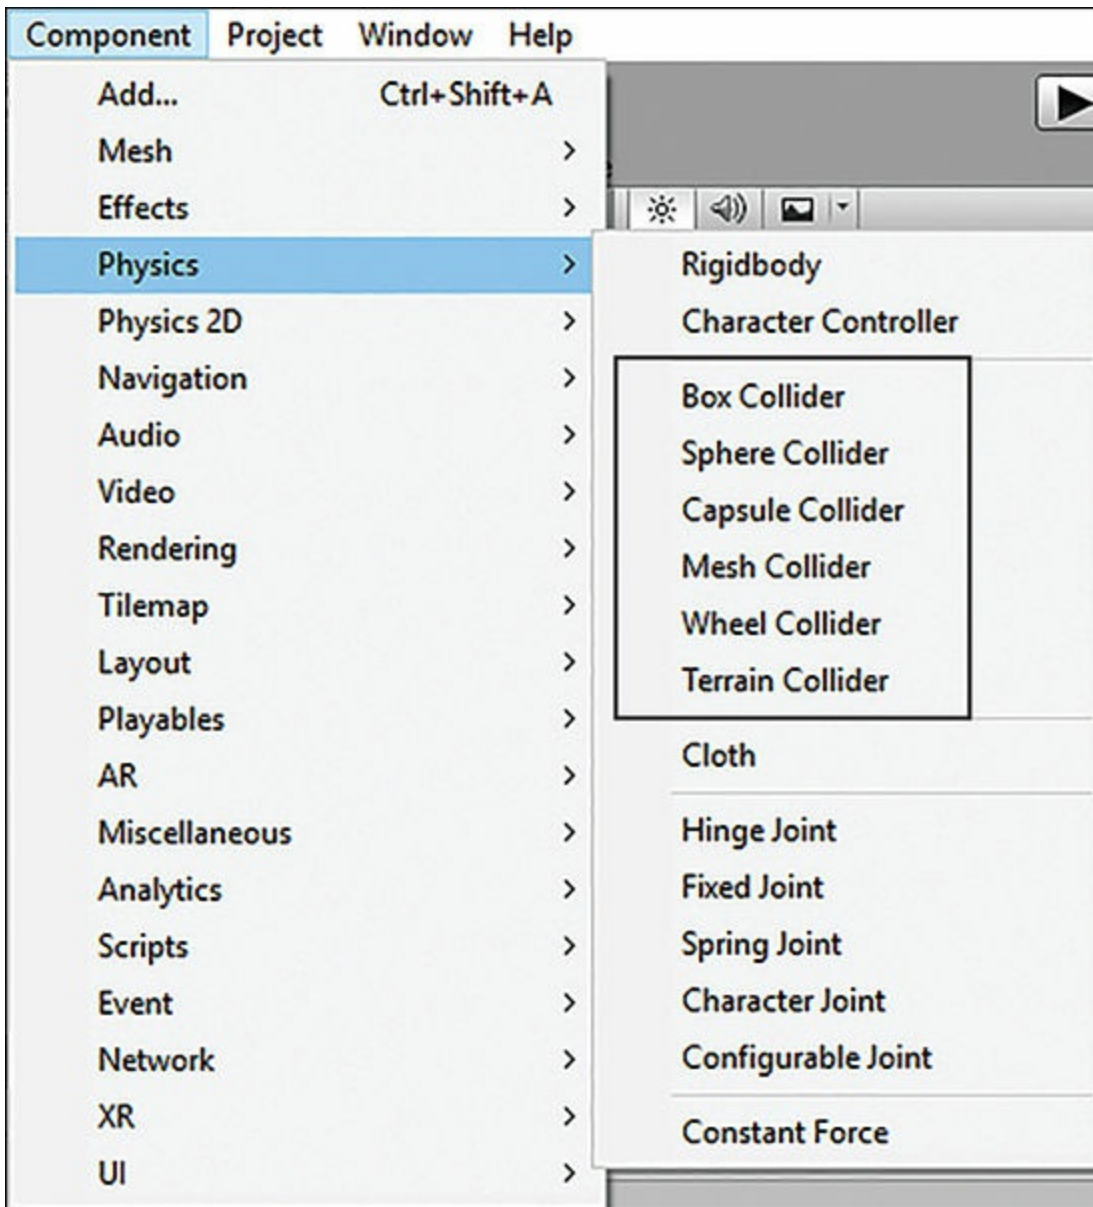 Component Project Window Help
Add... Ctrl+Shift+A
Mesh
Effects
Physics
Physics 2D
Navigation
Audio
Video
Rendering
Tilemap
Layout
Playables
AR
Miscellaneous
Analytics
Scripts
Event
Network
XR
UI
Rigidbody
Character Controller
Box Collider
Sphere Collider
Capsule Collider
Mesh Collider
Wheel Collider
Terrain Collider
Cloth
Hinge Joint
Fixed Joint
Spring Joint
Character Joint
Configurable Joint
Constant Force